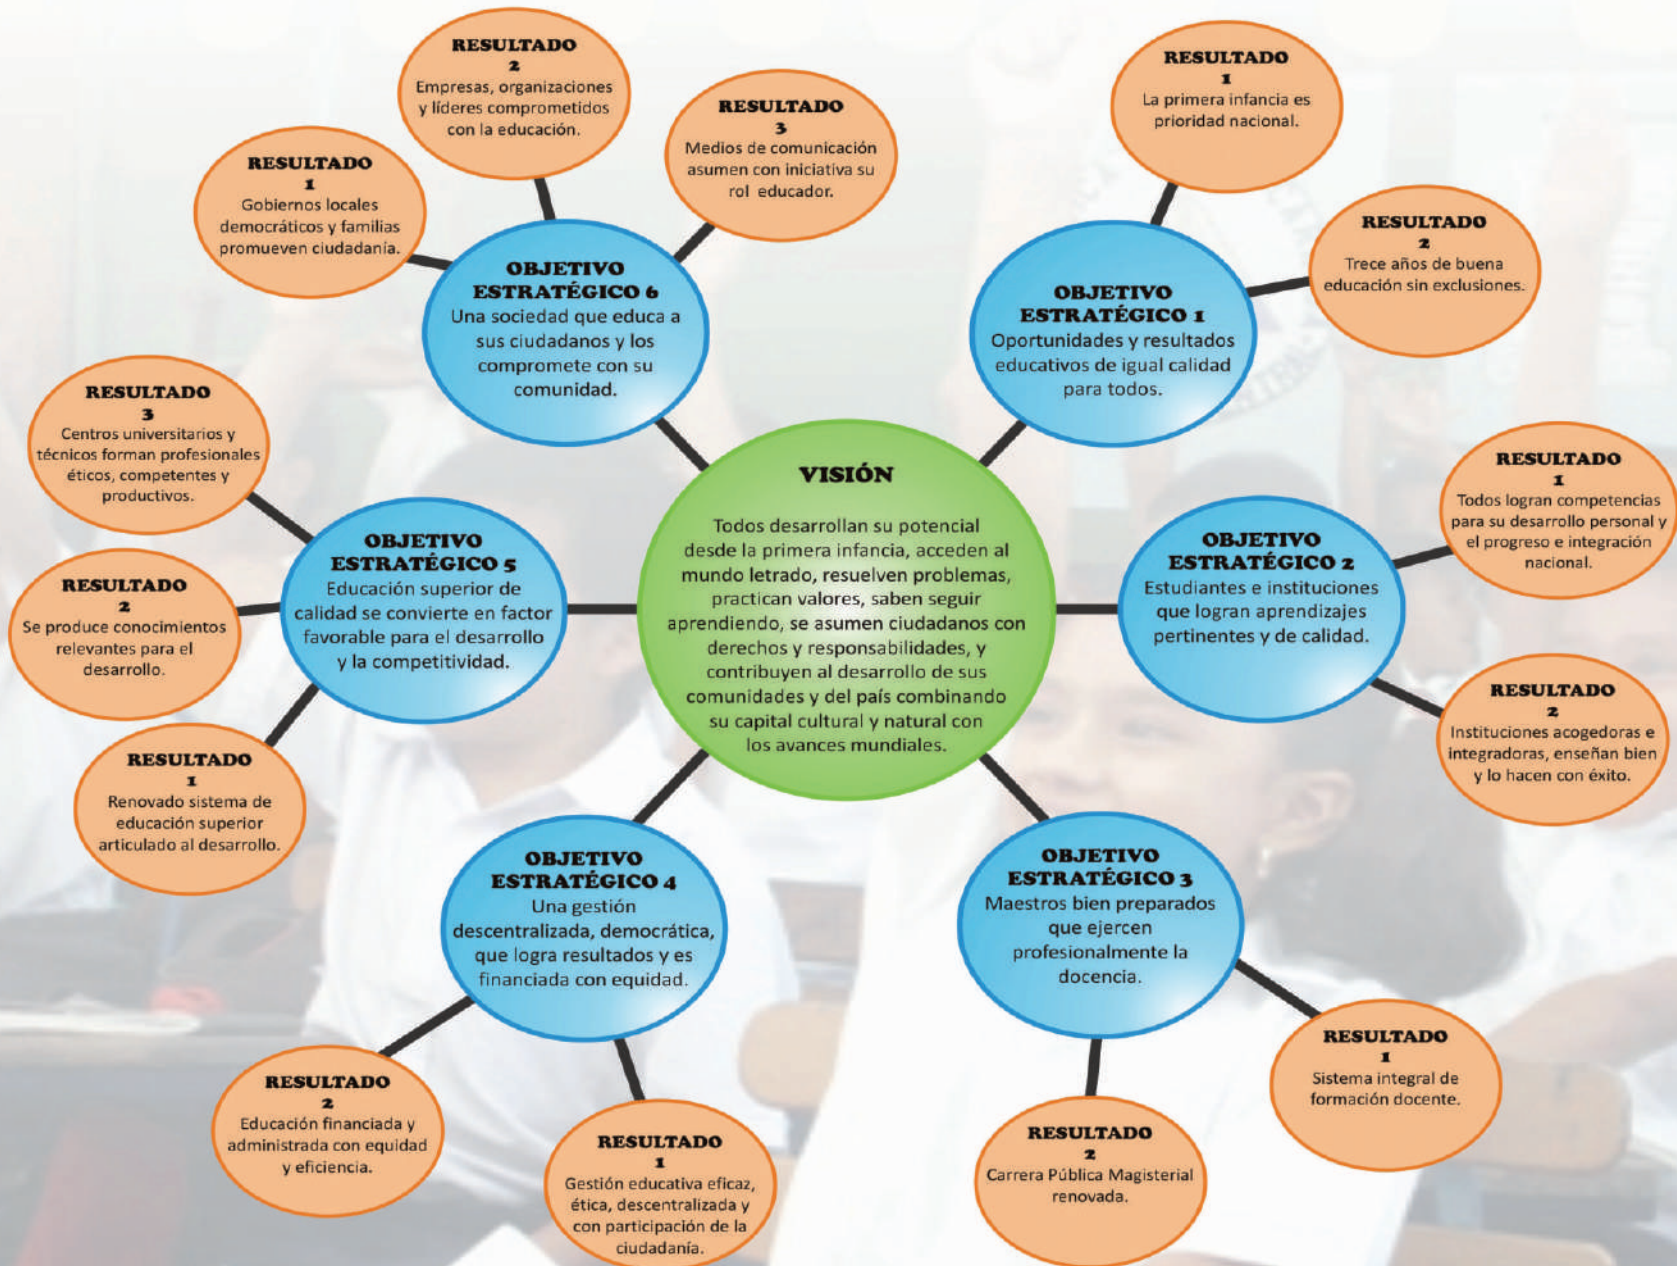 VISIÓN
Todos desarrollan su potencial
desde la primera infancia, acceden al
mundo letrado, resuelven problemas,
practican valores, saben seguir
aprendiendo, se asumen ciudadanos con
derechos y responsabilidades, y
contribuyen al desarrollo de sus
comunidades y del país combinando
su capital cultural y natural con
los avances mundiales.
OBJETIVO
ESTRATÉGICO 1
Oportunidades y resultados
educativos de igual calidad
para todos.
RESULTADO
1
La primera infancia es
prioridad nacional.
RESULTADO
2
Trece años de buena
educación sin exclusiones.
OBJETIVO
ESTRATÉGICO 2
Estudiantes e instituciones
que logran aprendizajes
pertinentes y de calidad.
RESULTADO
1
Todos logran competencias
para su desarrollo personal y
el progreso e integración
nacional.
RESULTADO
2
Instituciones acogedoras e
integradoras, enseñan bien
y lo hacen con éxito.
OBJETIVO
ESTRATÉGICO 3
Maestros bien preparados
que ejercen
profesionalmente la
docencia.
RESULTADO
1
Sistema integral de
formación docente.
RESULTADO
2
Carrera Pública Magisterial
renovada.
OBJETIVO
ESTRATÉGICO 4
Una gestión
descentralizada, democrática,
que logra resultados y es
financiada con equidad.
RESULTADO
1
Gestión educativa eficaz,
ética, descentralizada y
con participación de la
ciudadanía.
RESULTADO
2
Educación financiada y
administrada con equidad
y eficiencia.
OBJETIVO
ESTRATÉGICO 5
Educación superior de
calidad se convierte en factor
favorable para el desarrollo
y la competitividad.
RESULTADO
1
Renovado sistema de
educación superior
articulado al desarrollo.
RESULTADO
2
Se produce conocimientos
relevantes para el
desarrollo.
RESULTADO
3
Centros universitarios y
técnicos forman profesionales
éticos, competentes y
productivos.
OBJETIVO
ESTRATÉGICO 6
Una sociedad que educa a
sus ciudadanos y los
compromete con su
comunidad.
RESULTADO
1
Gobiernos locales
democráticos y familias
promueven ciudadanía.
RESULTADO
2
Empresas, organizaciones
y líderes comprometidos
con la educación.
RESULTADO
3
Medios de comunicación
asumen con iniciativa su
rol educador.